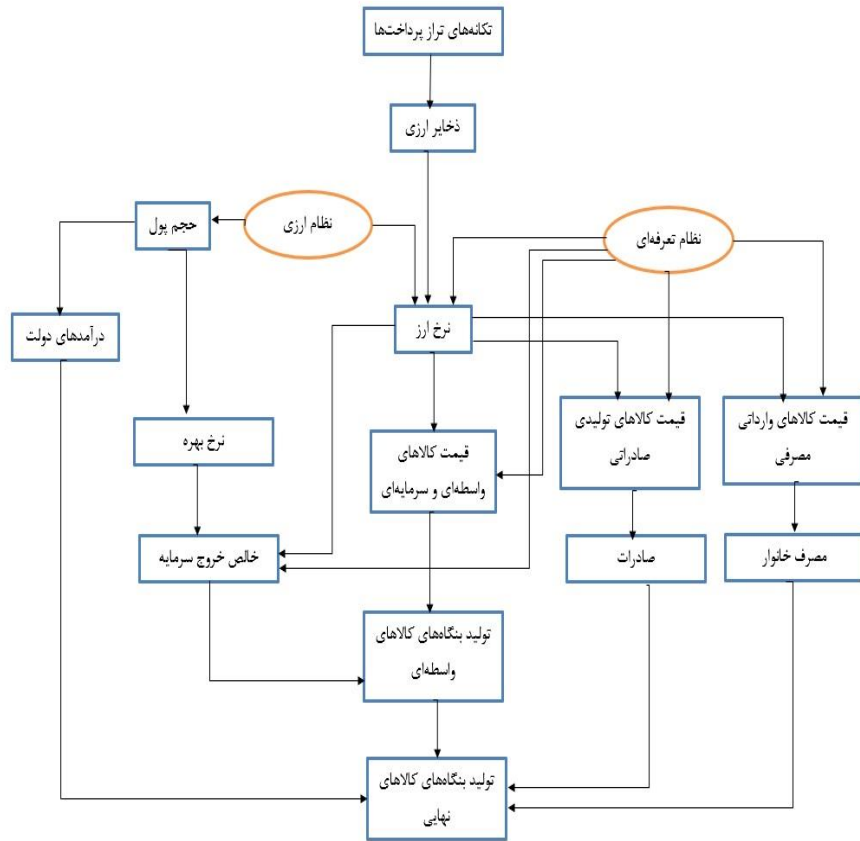 تکانه‌های تراز پرداخت‌ها
ذخایر ارزی
نظام تعرفه‌ای
نظام ارزی
حجم پول
نرخ ارز
درآمدهای دولت
قیمت کالاهای وارداتی
مصرفی
قیمت کالاهای تولیدی
صادراتی
قیمت کالاهای
واسطه‌ای و سرمایه‌ای
نرخ بهره
مصرف خانوار
صادرات
خالص خروج سرمایه
تولید بنگاه‌های کالاهای
واسطه‌ای
تولید بنگاه‌های کالاهای
نهایی